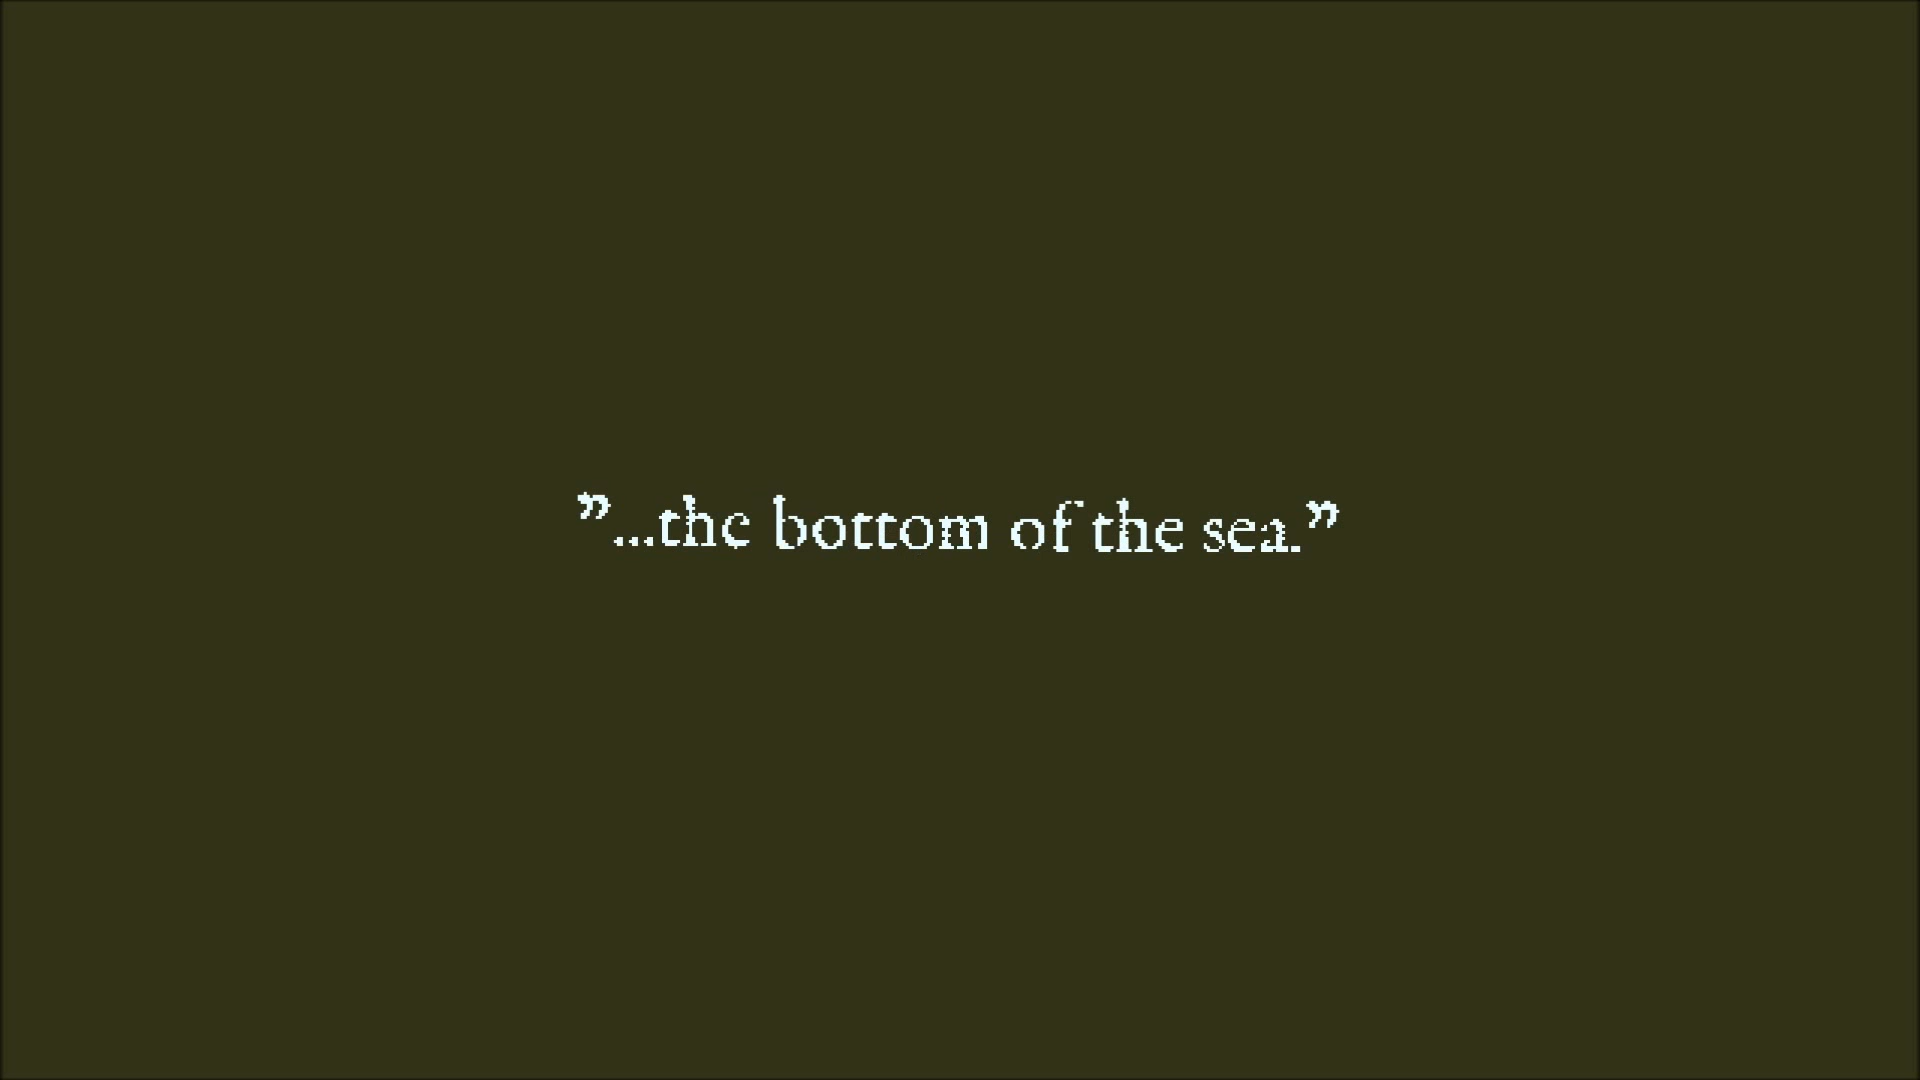 ”...the bottom of the sea.”